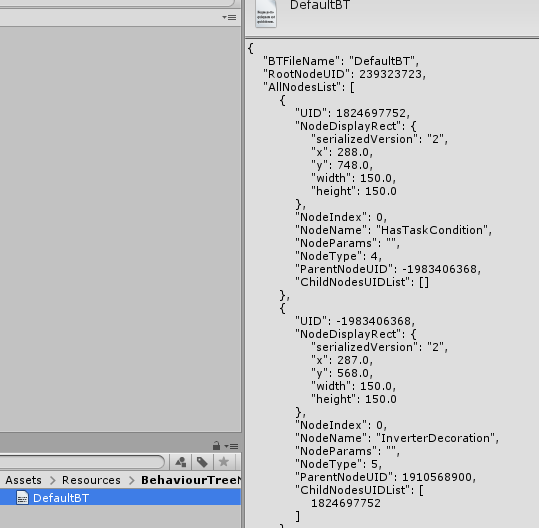 DefaultBT
{
"BTFileName": "DefaultBT",
"RootNodeUID": 239323723,
"AllNodesList": [
{
"UID": 1824697752,
"NodeDisplayRect": {
"serializedVersion": "2",
"x": 288.0,
"y": 748.0,
"width": 150.0,
"height": 150.0
},
"NodeIndex": 0,
"NodeName": "HasTaskCondition",
"NodeParams": "",
"NodeType": 4,
"ParentNodeUID": -1983406368,
"ChildNodesUIDList": []
},
{
"UID": -1983406368,
"NodeDisplayRect": {
"serializedVersion": "2",
"x": 287.0,
"y": 568.0,
"width": 150.0,
"height": 150.0
},
"NodeIndex": 0,
"NodeName": "InverterDecoration",
"NodeParams": "",
"NodeType": 5,
"ParentNodeUID": 1910568900,
"ChildNodesUIDList": [
1824697752
]
Assets > Resources > BehaviourTree
DefaultBT